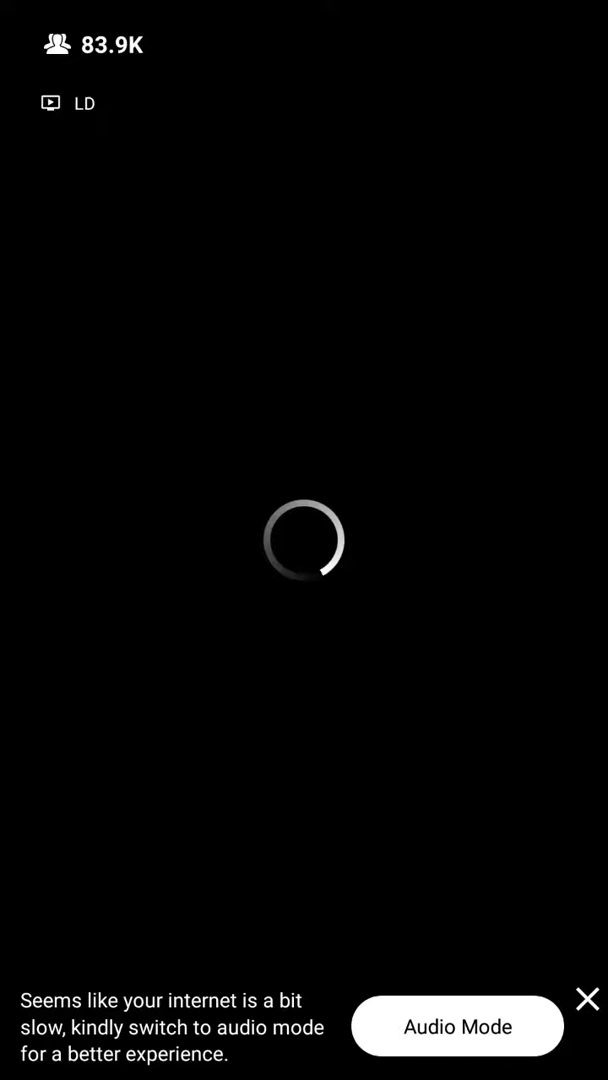 83.9K
LD
Seems like your internet is a bit
slow, kindly switch to audio mode
for a better experience.
Audio Mode